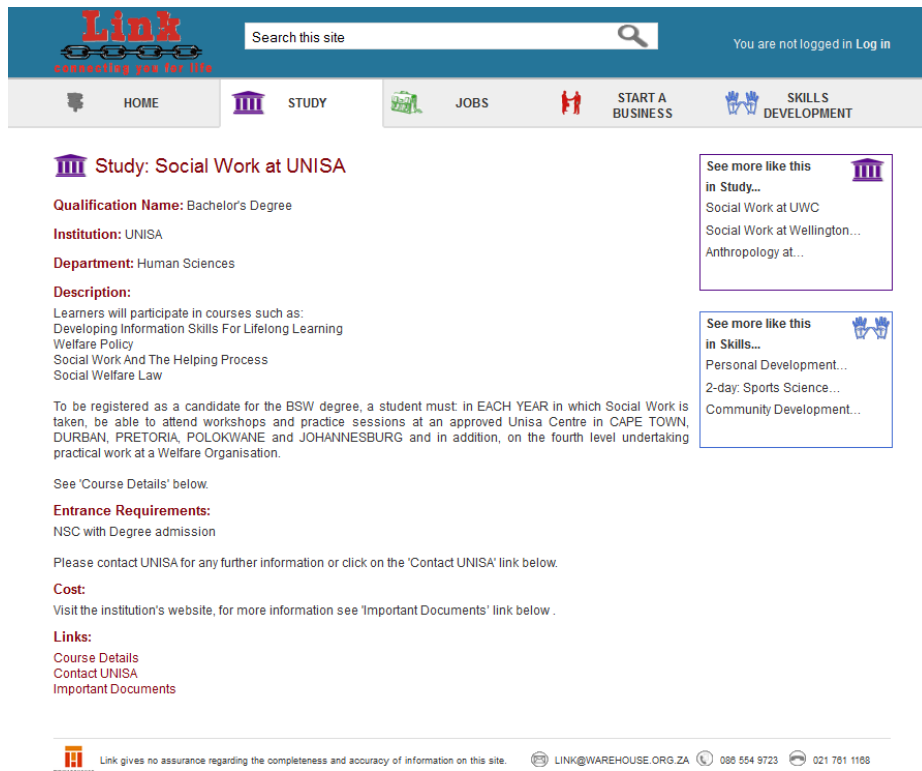 Link
connecting you for life
Search this site
You are not logged in Log in
HOME
STUDY
JOBS
START A
BUSINESS
SKILLS
DEVELOPMENT
Study: Social Work at UNISA
Qualification Name: Bachelor's Degree
Institution: UNISA
Department: Human Sciences
Description:
Learners will participate in courses such as:
Developing Information Skills For Lifelong Learning
Welfare Policy
Social Work And The Helping Process
Social Welfare Law
To be registered as a candidate for the BSW degree, a student must: in EACH YEAR in which Social Work is
taken, be able to attend workshops and practice sessions at an approved Unisa Centre in CAPE TOWN,
DURBAN, PRETORIA, POLOKWANE and JOHANNESBURG and in addition, on the fourth level undertaking
practical work at a Welfare Organisation.
See 'Course Details' below.
Entrance Requirements:
NSC with Degree admission
Please contact UNISA for any further information or click on the 'Contact UNISA' link below.
Cost:
Visit the institution's website, for more information see 'Important Documents' link below .
Links:
Course Details
Contact UNISA
Important Documents
See more like this
in Study...
Social Work at UWC
Social Work at Wellington...
Anthropology at...
See more like this
in Skills...
Personal Development...
2-day: Sports Science...
Community Development...
Link gives no assurance regarding the completeness and accuracy of information on this site.
LINK@WAREHOUSE.ORG.ZA
086 554 9723
021 761 1168